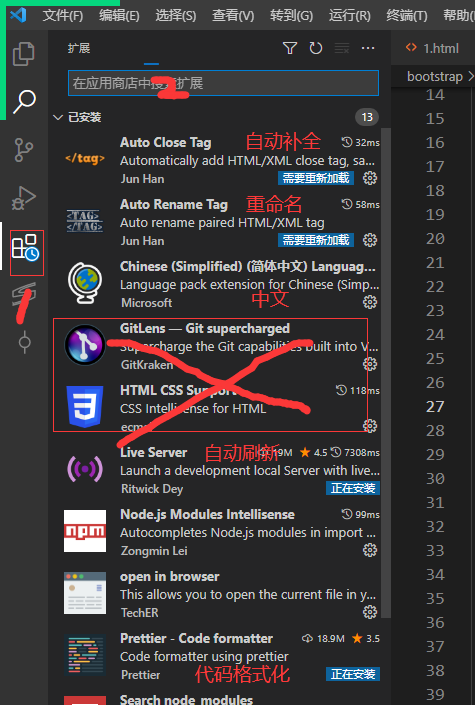 文件(F) 编辑(E) 选择(S) 查看(V) 转到(G) 运行(R) 终端(T) 帮助
扩展
1.html
在应用商店中搜索扩展
2
bootstrap
已安装 13
Auto Close Tag 自动补全 32ms
Automatically add HTML/XML close tag, sa...
Jun Han 需要重新加载
Auto Rename Tag 重命名 58ms
Auto rename paired HTML/XML tag
Jun Han 需要重新加载
Chinese (Simplified) (简体中文) Languag...
Language pack extension for Chinese (Simp...
Microsoft 中文
GitLens — Git supercharged
Supercharge the Git capabilities built into V...
GitKraken
HTML CSS Support 118ms
CSS Intellisense for HTML
Live Server 自动刷新 4.5 7308ms
Launch a development local Server with live...
Ritwick Dey 正在安装
Node.js Modules Intellisense 99ms
Autocompletes Node.js modules in import ...
Zongmin Lei
open in browser
This allows you to open the current file in y...
TechER
Prettier - Code formatter 18.9M 3.5
Code formatter using prettier
Prettier 代码格式化 正在安装
Search node_modules
1
</tag>
<TAG>
</TAG>
npm
14
15
16
17
18
19
20
21
22
23
24
25
26
27
28
29
30
31
32
33
34
35
36
37
38
39